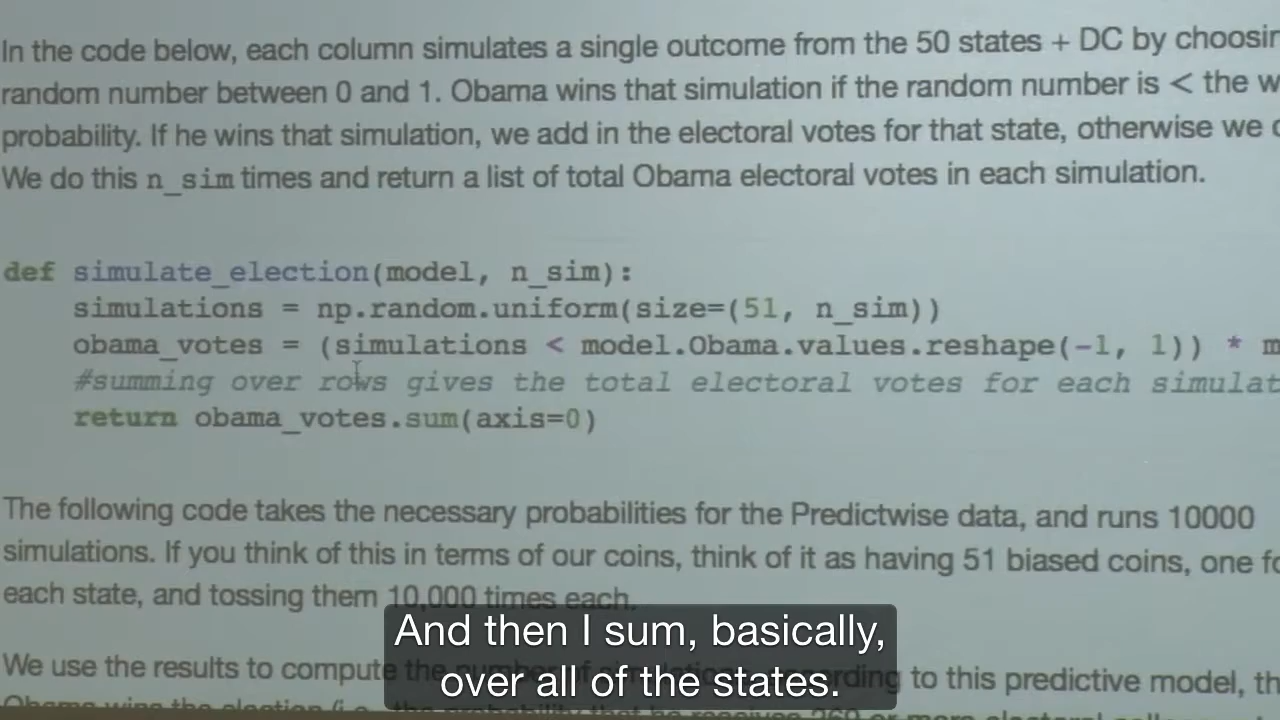 In the code below, each column simulates a single outcome from the 50 states + DC by
random number between 0 and 1. Obama wins that simulation if the random number is < the
probability. If he wins that simulation, we add in the electoral votes for that state, otherwise we
We do this n_sim times and return a list of total Obama electoral votes in each simulation.
def simulate_election(model, n_sim):
simulations = np.random.uniform(size=(51, n_sim))
obama_votes = (simulations < model.Obama.values.reshape(-1, 1)) *
#summing over rows gives the total electoral votes for each
return obama_votes.sum(axis=0)
The following code takes the necessary probabilities for the Predictwise data, and runs 10000
simulations. If you think of this in terms of our coins, think of it as having 51 biased coins, one
each state, and tossing them 10,000 times each.
We use the results to compute the to this predictive model,
And then I sum, basically,
over all of the states.